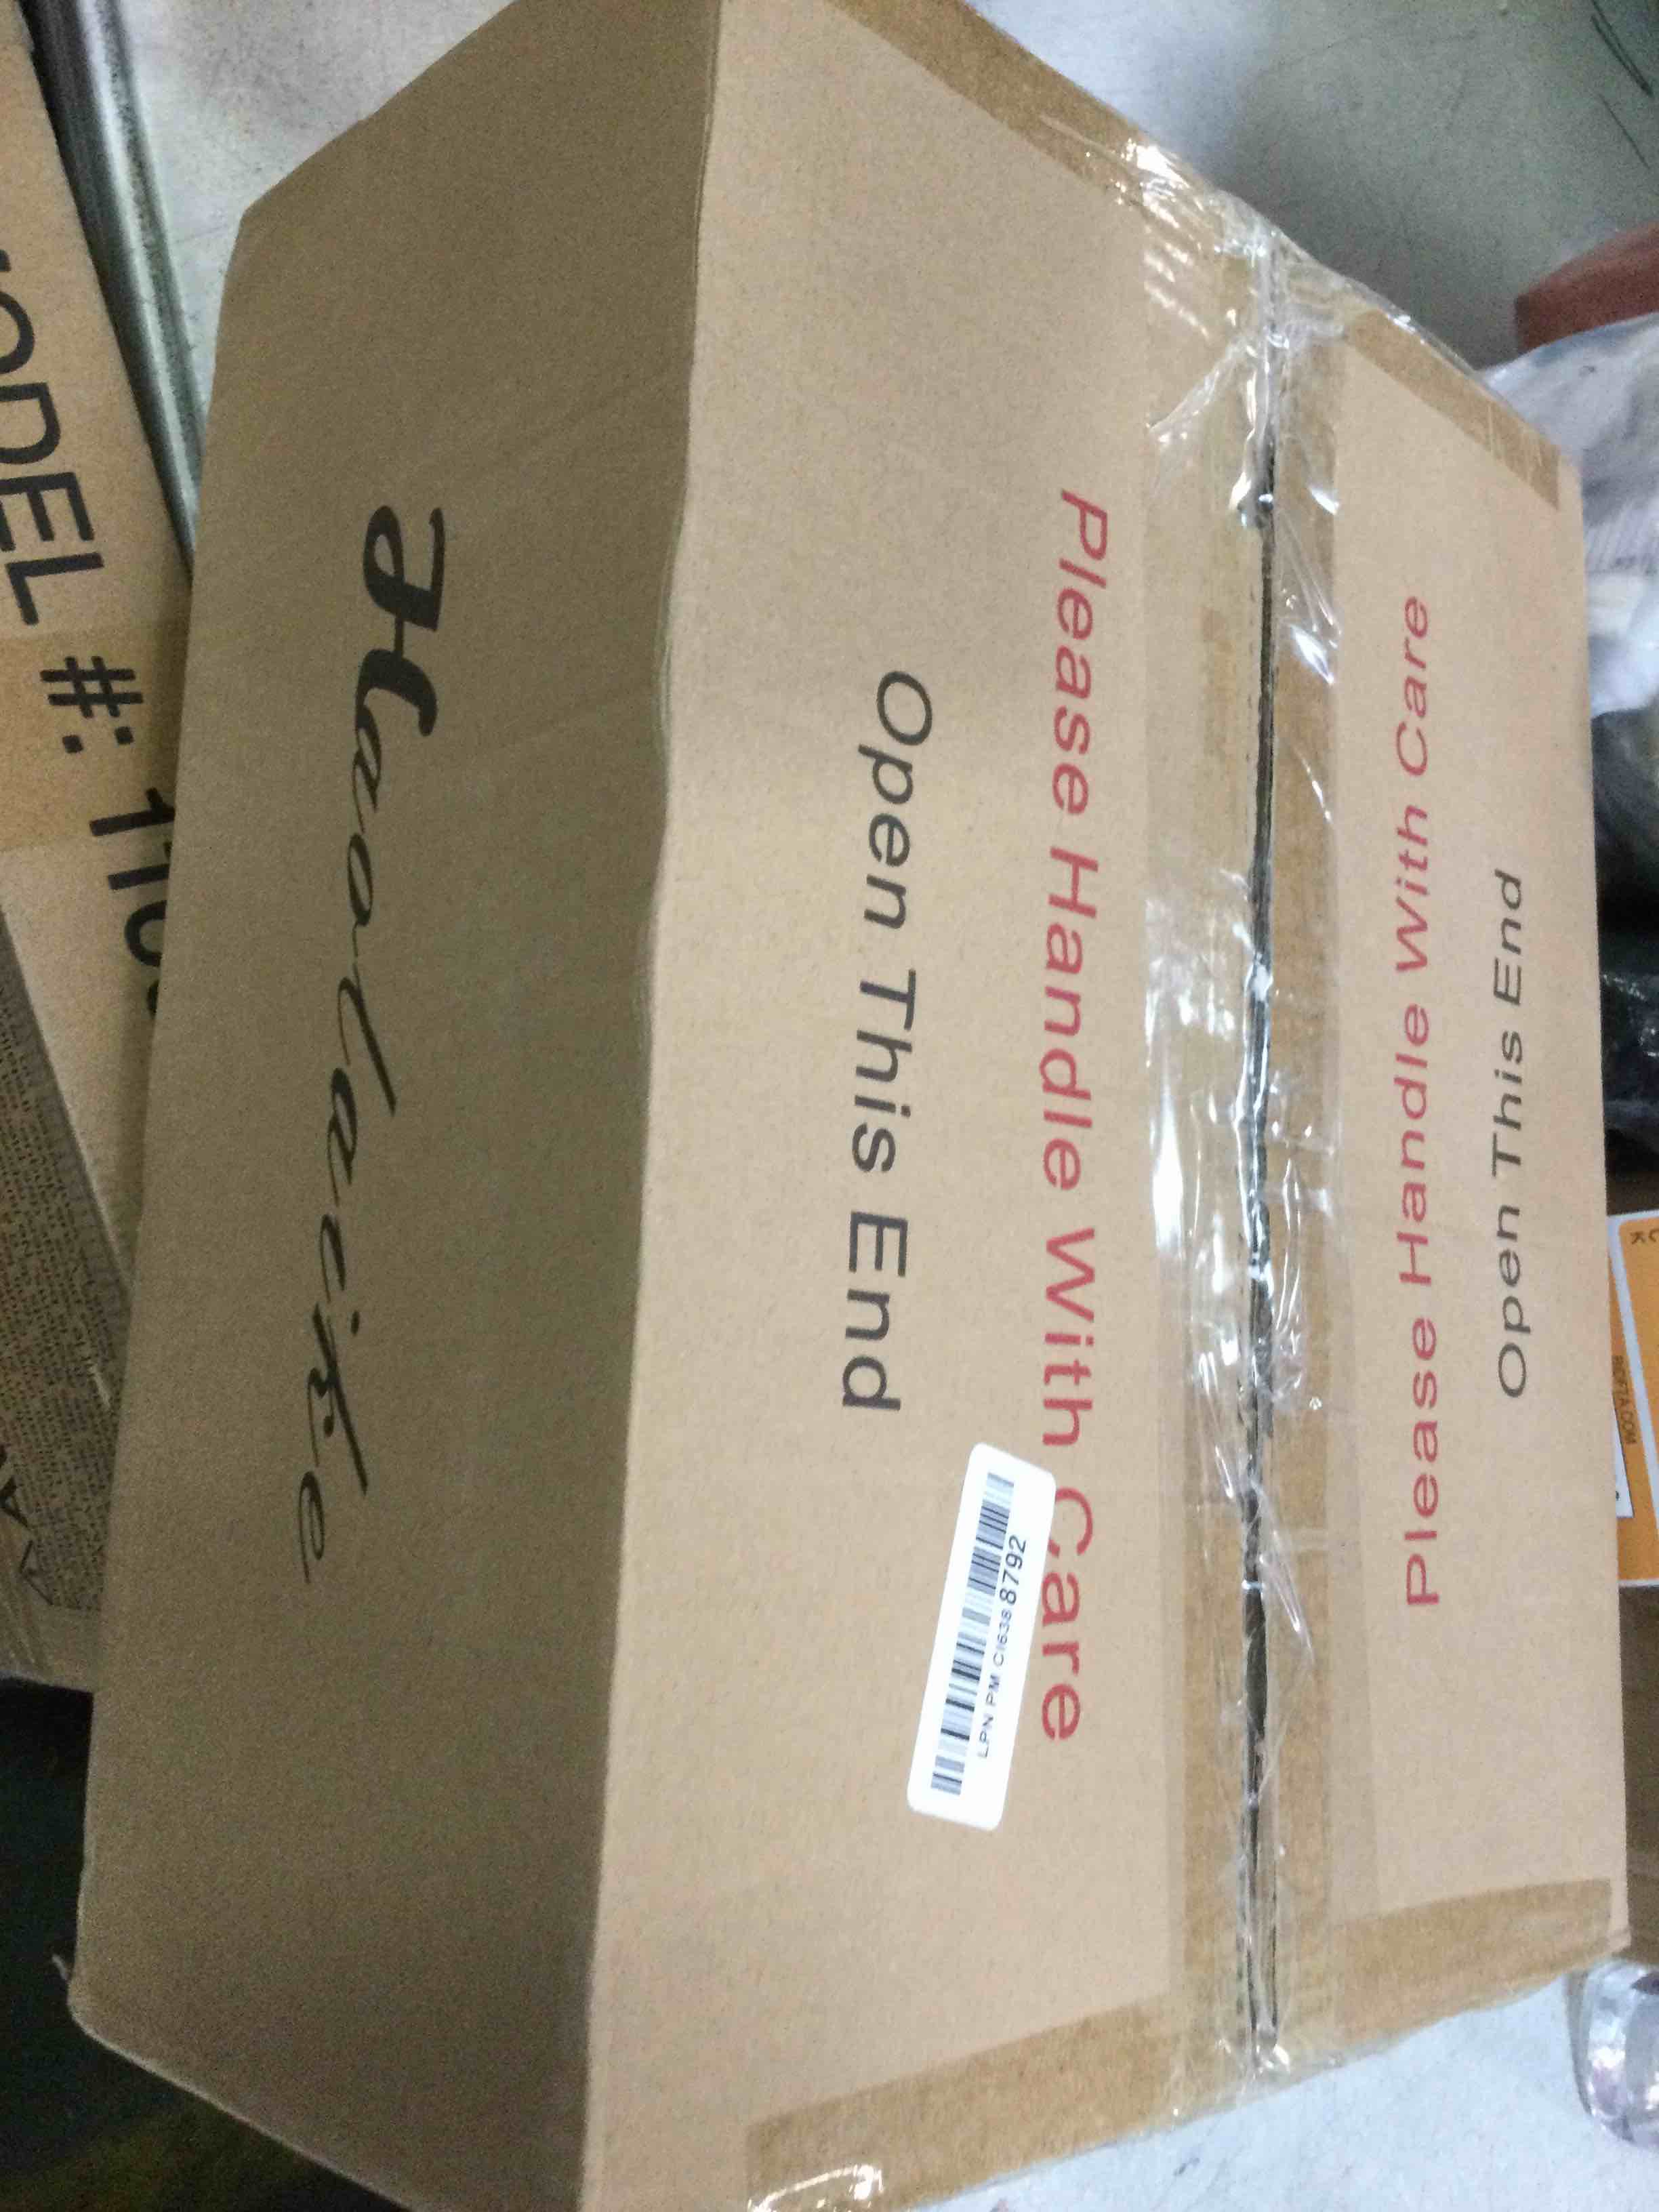 Haolaike
Open This End
Please Handle With Care
LPN PM CI638 8792
Please Handle With Care
Open This End
ODEL #: 110